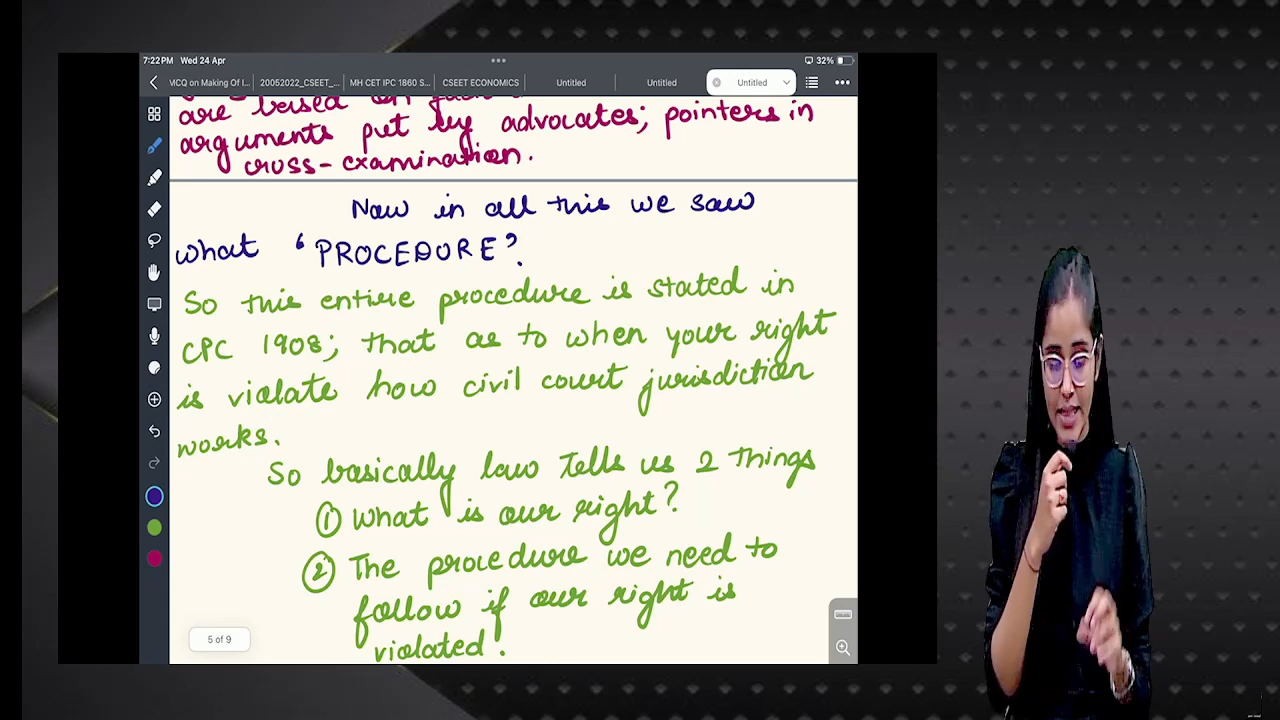 7:22 PM Wed 24 Apr
32%
MCQ on Making Of I... 20052022_CSEET_... MH CET IPC 1860 S... CSEET ECONOMICS Untitled Untitled Untitled
are based on
arguments put by advocates; pointers in
cross-examination.
Now in all this we saw
what 'PROCEDURE'.
So this entire procedure is stated in
CPC 1908; that as to when your right
is violate how civil court jurisdiction
works.
So basically law tells us 2 things
① What is our right?
② The procedure we need to
follow if our right is
violated.
5 of 9